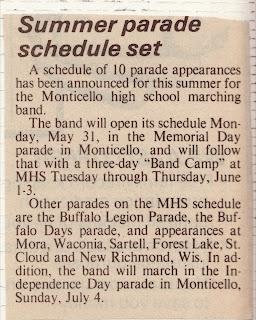 Summer parade
schedule set
A schedule of 10 parade appearances
has been announced for this summer for
the Monticello high school marching
band.
The band will open its schedule Mon-
day, May 31, in the Memorial Day
parade in Monticello, and will follow
that with a three-day "Band Camp" at
MHS Tuesday through Thursday, June
1-3.
Other parades on the MHS schedule
are the Buffalo Legion Parade, the Buf-
falo Days parade, and appearances at
Mora, Waconia, Sartell, Forest Lake, St.
Cloud and New Richmond, Wis. In ad-
dition, the band will march in the In-
dependence Day parade in Monticello,
Sunday, July 4.